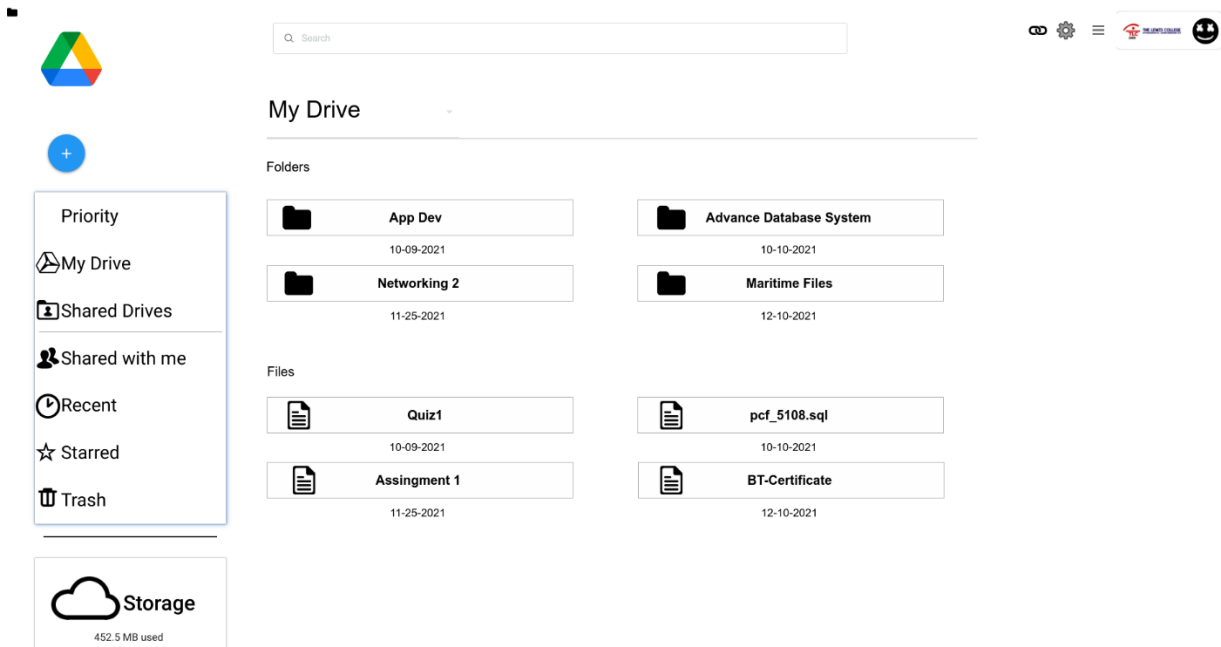 Search
THE LEWIS COLLEGE
My Drive
+
Folders
Priority
App Dev
Advance Database System
10-09-2021
10-10-2021
My Drive
Networking 2
Maritime Files
Shared Drives
11-25-2021
12-10-2021
Shared with me
Files
Recent
Quiz1
pcf_5108.sql
10-09-2021
10-10-2021
Starred
Assingment 1
BT-Certificate
Trash
11-25-2021
12-10-2021
Storage
452.5 MB used